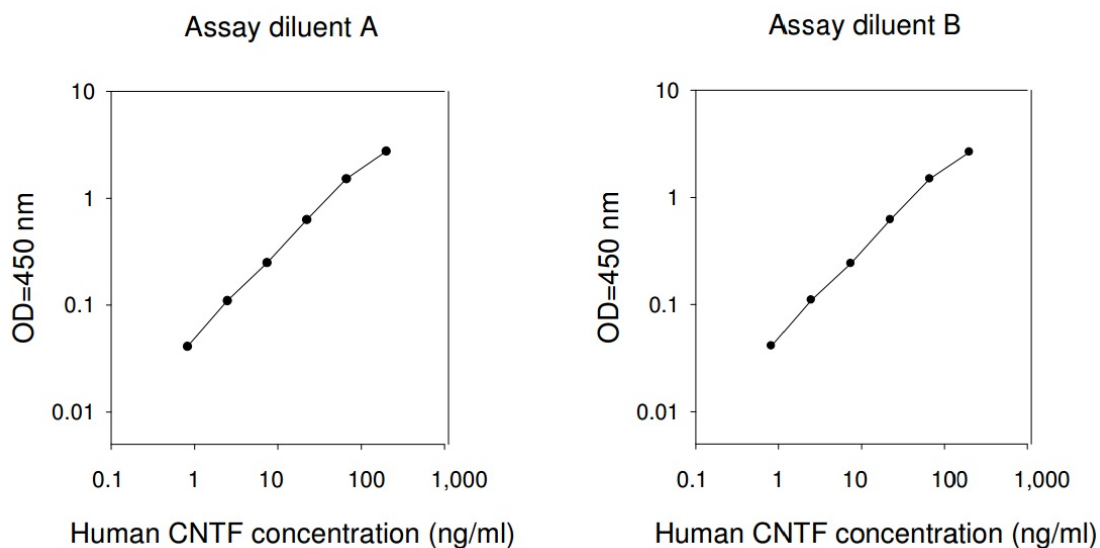 Assay diluent A
10
1
0.1
0.01
OD=450 nm
0.1 1 10 100 1,000
Human CNTF concentration (ng/ml)
Assay diluent B
10
1
0.1
0.01
OD=450 nm
0.1 1 10 100 1,000
Human CNTF concentration (ng/ml)